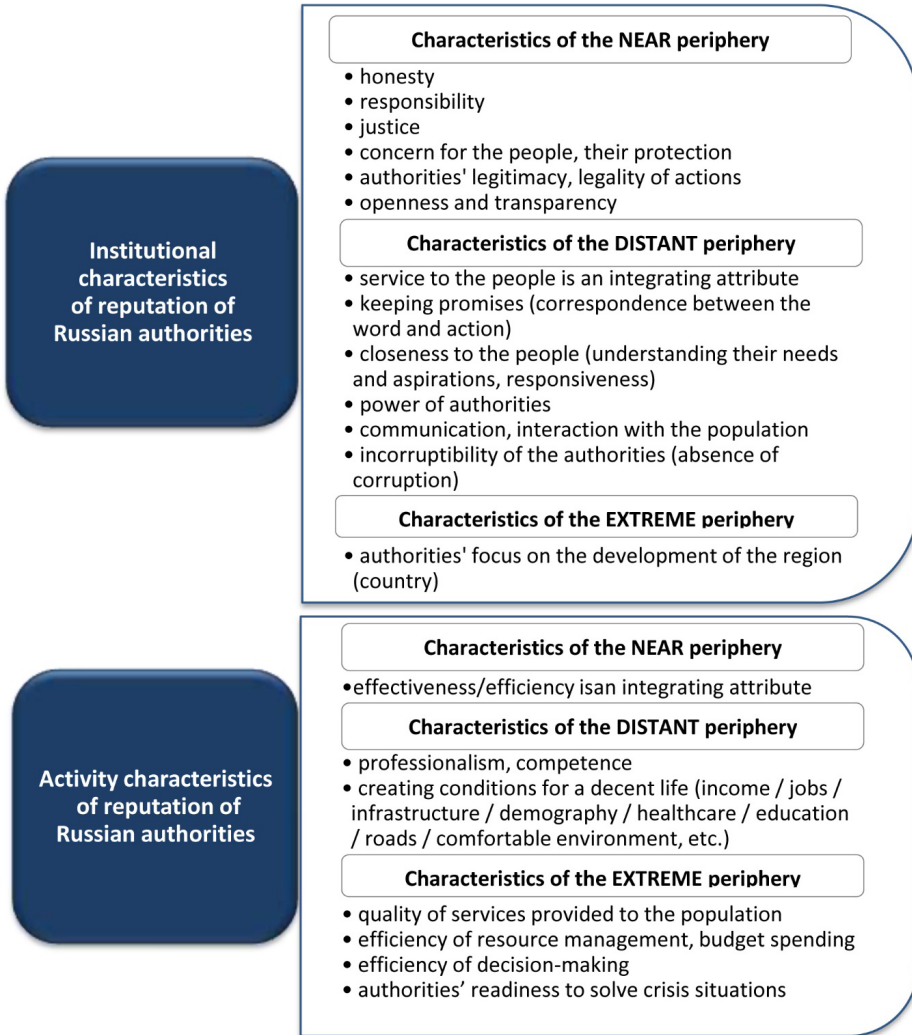 Institutional
characteristics
of reputation of
Russian authorities
Characteristics of the NEAR periphery
• honesty
• responsibility
• justice
• concern for the people, their protection
• authorities' legitimacy, legality of actions
• openness and transparency
Characteristics of the DISTANT periphery
• service to the people is an integrating attribute
• keeping promises (correspondence between the
word and action)
• closeness to the people (understanding their needs
and aspirations, responsiveness)
• power of authorities
• communication, interaction with the population
• incorruptibility of the authorities (absence of
corruption)
Characteristics of the EXTREME periphery
• authorities' focus on the development of the region
(country)
Activity characteristics
of reputation of
Russian authorities
Characteristics of the NEAR periphery
•effectiveness/efficiency isan integrating attribute
Characteristics of the DISTANT periphery
• professionalism, competence
• creating conditions for a decent life (income / jobs /
infrastructure / demography / healthcare / education
/ roads / comfortable environment, etc.)
Characteristics of the EXTREME periphery
• quality of services provided to the population
• efficiency of resource management, budget spending
• efficiency of decision-making
• authorities’ readiness to solve crisis situations